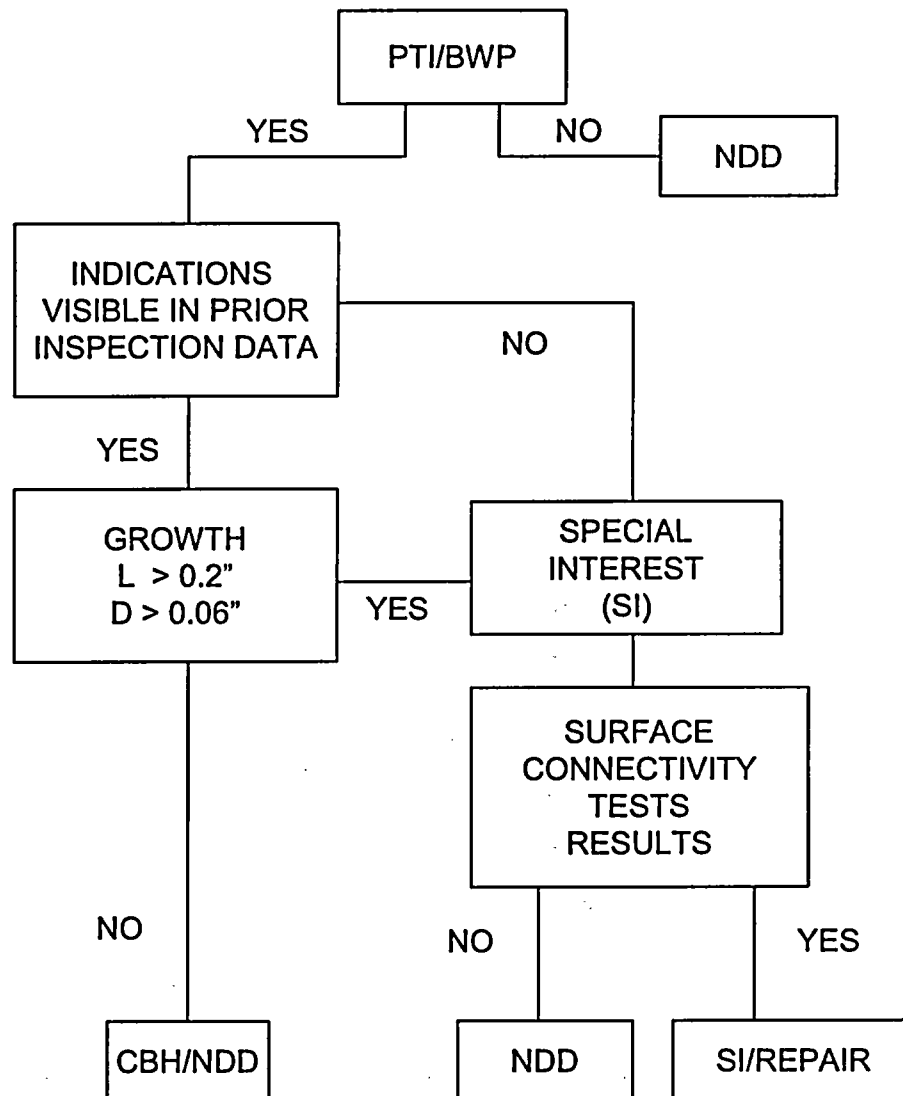 PTI/BWP
YES
NO
NDD
INDICATIONS
VISIBLE IN PRIOR
INSPECTION DATA
NO
YES
GROWTH
L > 0.2”
D > 0.06”
YES
SPECIAL
INTEREST
(SI)
SURFACE
CONNECTIVITY
TESTS
RESULTS
NO
NO
YES
CBH/NDD
NDD
SI/REPAIR